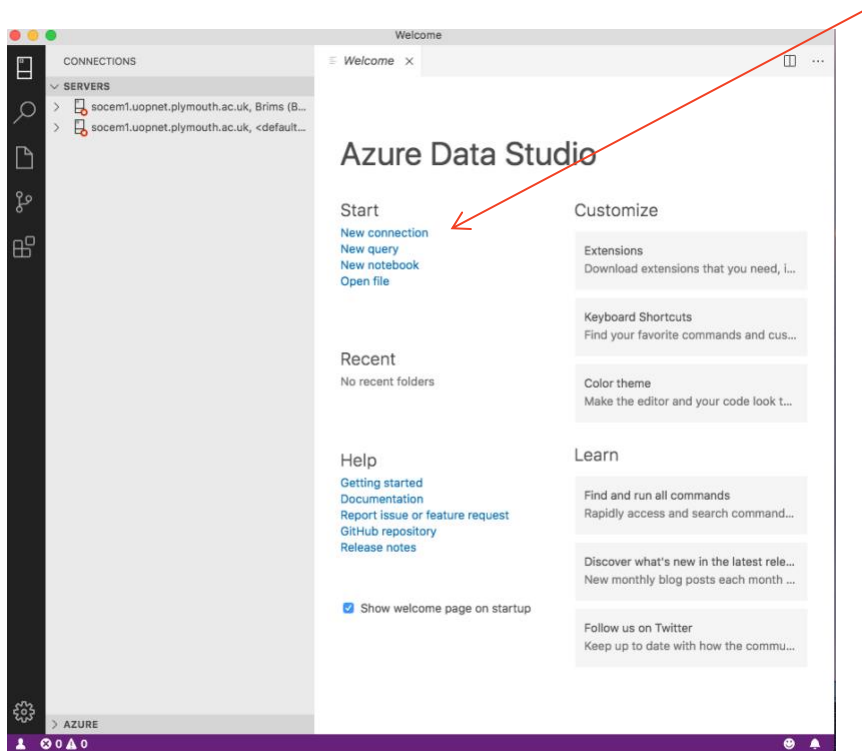 Welcome
CONNECTIONS
SERVERS
socem1.uopnet.plymouth.ac.uk, Brims (B...
socem1.uopnet.plymouth.ac.uk, <default...
AZURE
Welcome
Azure Data Studio
Start
New connection
New query
New notebook
Open file
Recent
No recent folders
Help
Getting started
Documentation
Report issue or feature request
GitHub repository
Release notes
Show welcome page on startup
Customize
Extensions
Download extensions that you need, i...
Keyboard Shortcuts
Find your favorite commands and cus...
Color theme
Make the editor and your code look t...
Learn
Find and run all commands
Rapidly access and search command...
Discover what's new in the latest rele...
New monthly blog posts each month ...
Follow us on Twitter
Keep up to date with how the commu...
0 0